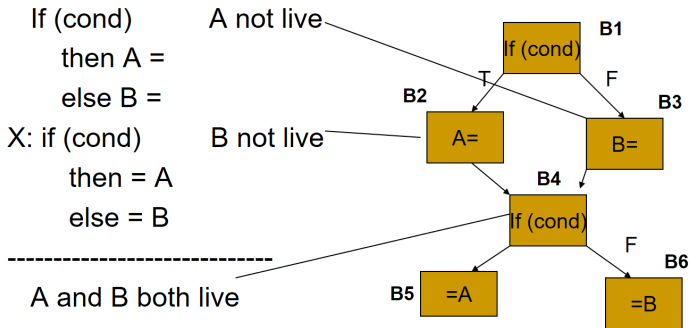 If (cond)
then A =
else B =
X: if (cond)
then = A
else = B
-----------------------------
A and B both live
A not live
B not live
B1
If (cond)
T
F
B2
A=
B3
B=
B4
If (cond)
F
B5
=A
B6
=B